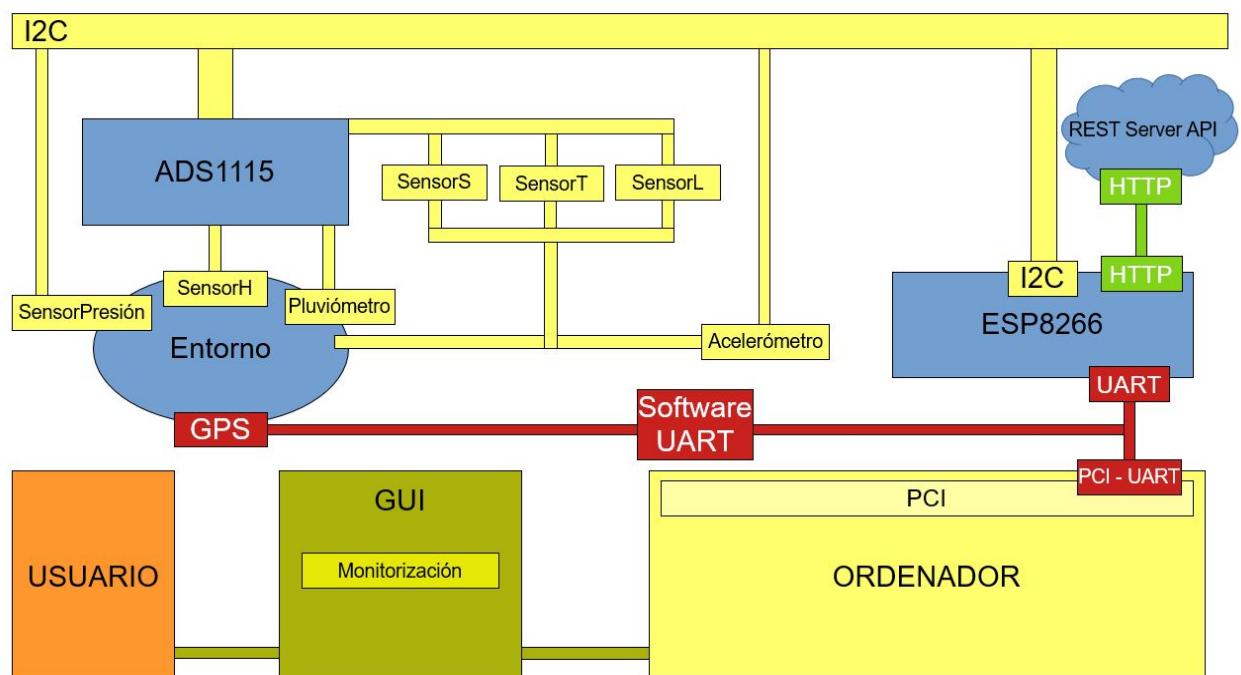 I2C
REST Server API
ADS1115
SensorS
SensorT
SensorL
HTTP
HTTP
I2C
SensorH
Pluviómetro
SensorPresión
ESP8266
Entorno
Acelerómetro
UART
Software
UART
GPS
PCI - UART
PCI
GUI
Monitorización
USUARIO
ORDENADOR